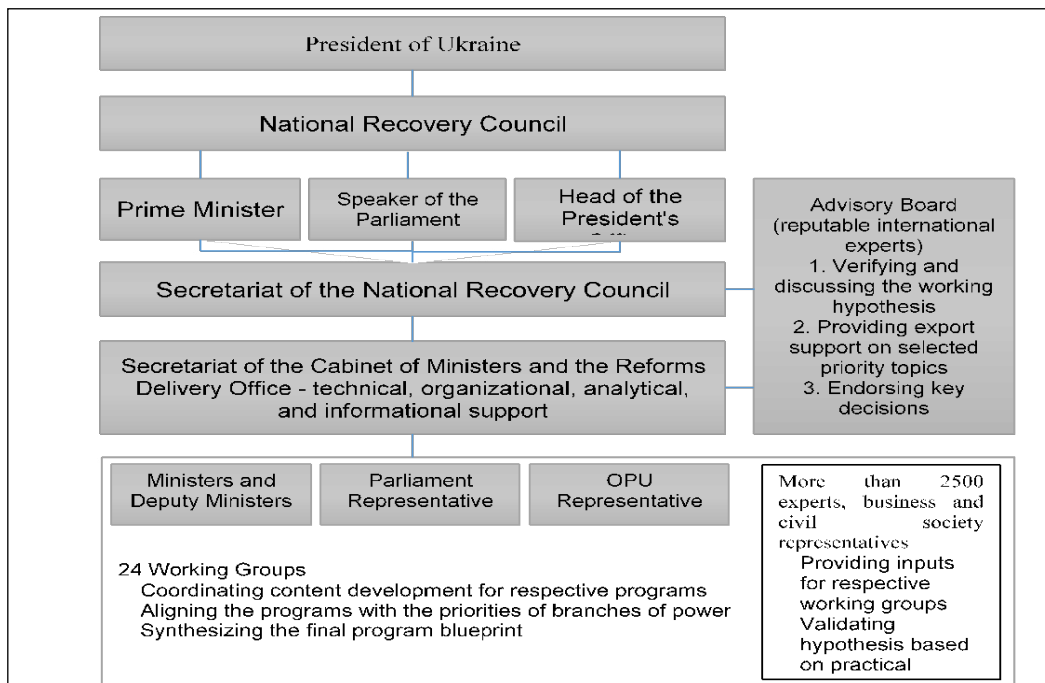 President of Ukraine
National Recovery Council
Prime Minister
Speaker of the
Parliament
Head of the
President's
Secretariat of the National Recovery Council
Secretariat of the Cabinet of Ministers and the Reforms
Delivery Office - technical, organizational, analytical,
and informational support
Advisory Board
(reputable international
experts)
1. Verifying and
discussing the working
hypothesis
2. Providing export
support on selected
priority topics
3. Endorsing key
decisions
Ministers and
Deputy Ministers
Parliament
Representative
OPU
Representative
24 Working Groups
Coordinating content development for respective programs
Aligning the programs with the priorities of branches of power
Synthesizing the final program blueprint
More than 2500
experts, business and
civil society
representatives
Providing inputs
for respective
working groups
Validating
hypothesis based
on practical